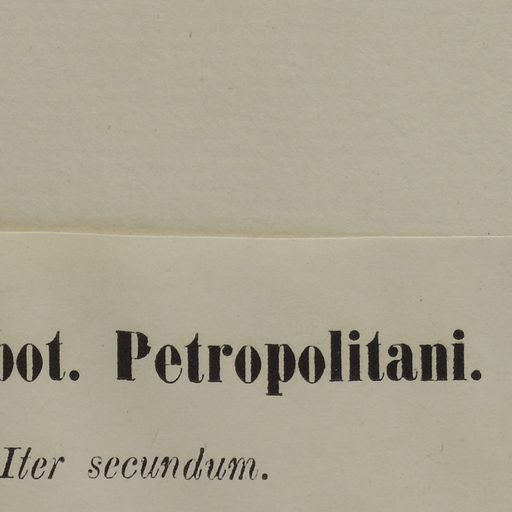 bot. Petropolitani.
Iter secundum.